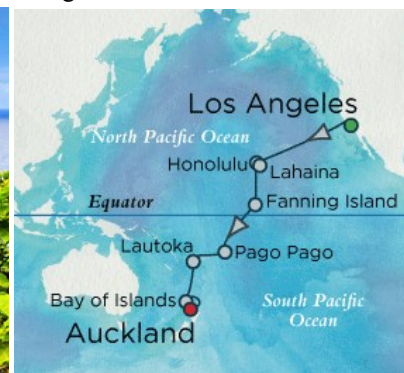 Los Angeles
North Pacific Ocean
Honolulu
Lahaina
Equator
Fanning Island
Lautoka
Pago Pago
Bay of Islands
South Pacific
Ocean
Auckland